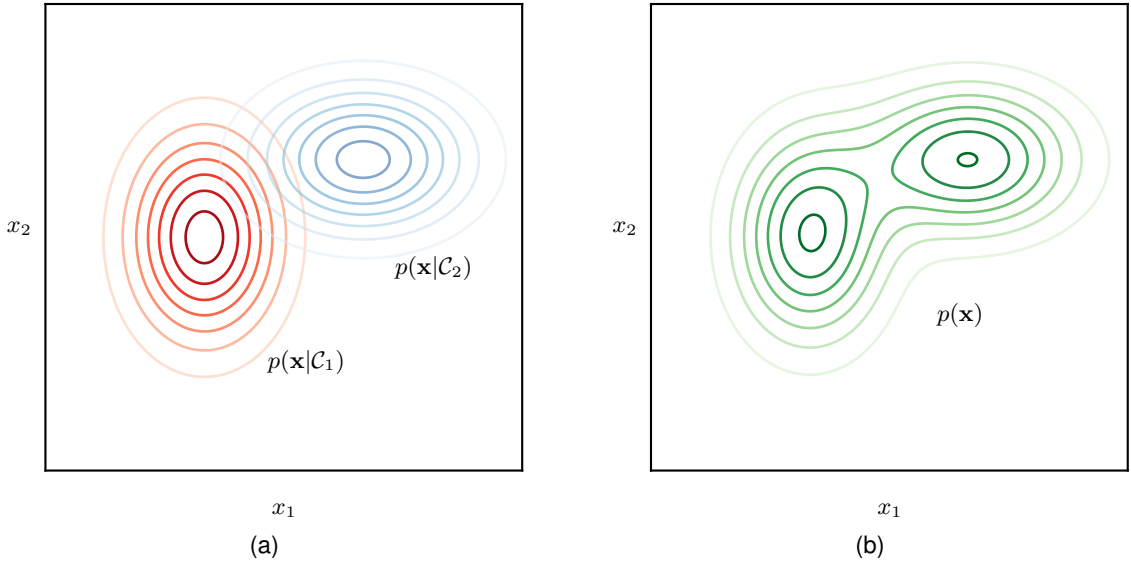 x₂
p(𝐱|𝒞₂)
p(𝐱|𝒞₁)
x₁
(a)
x₂
p(𝐱)
x₁
(b)